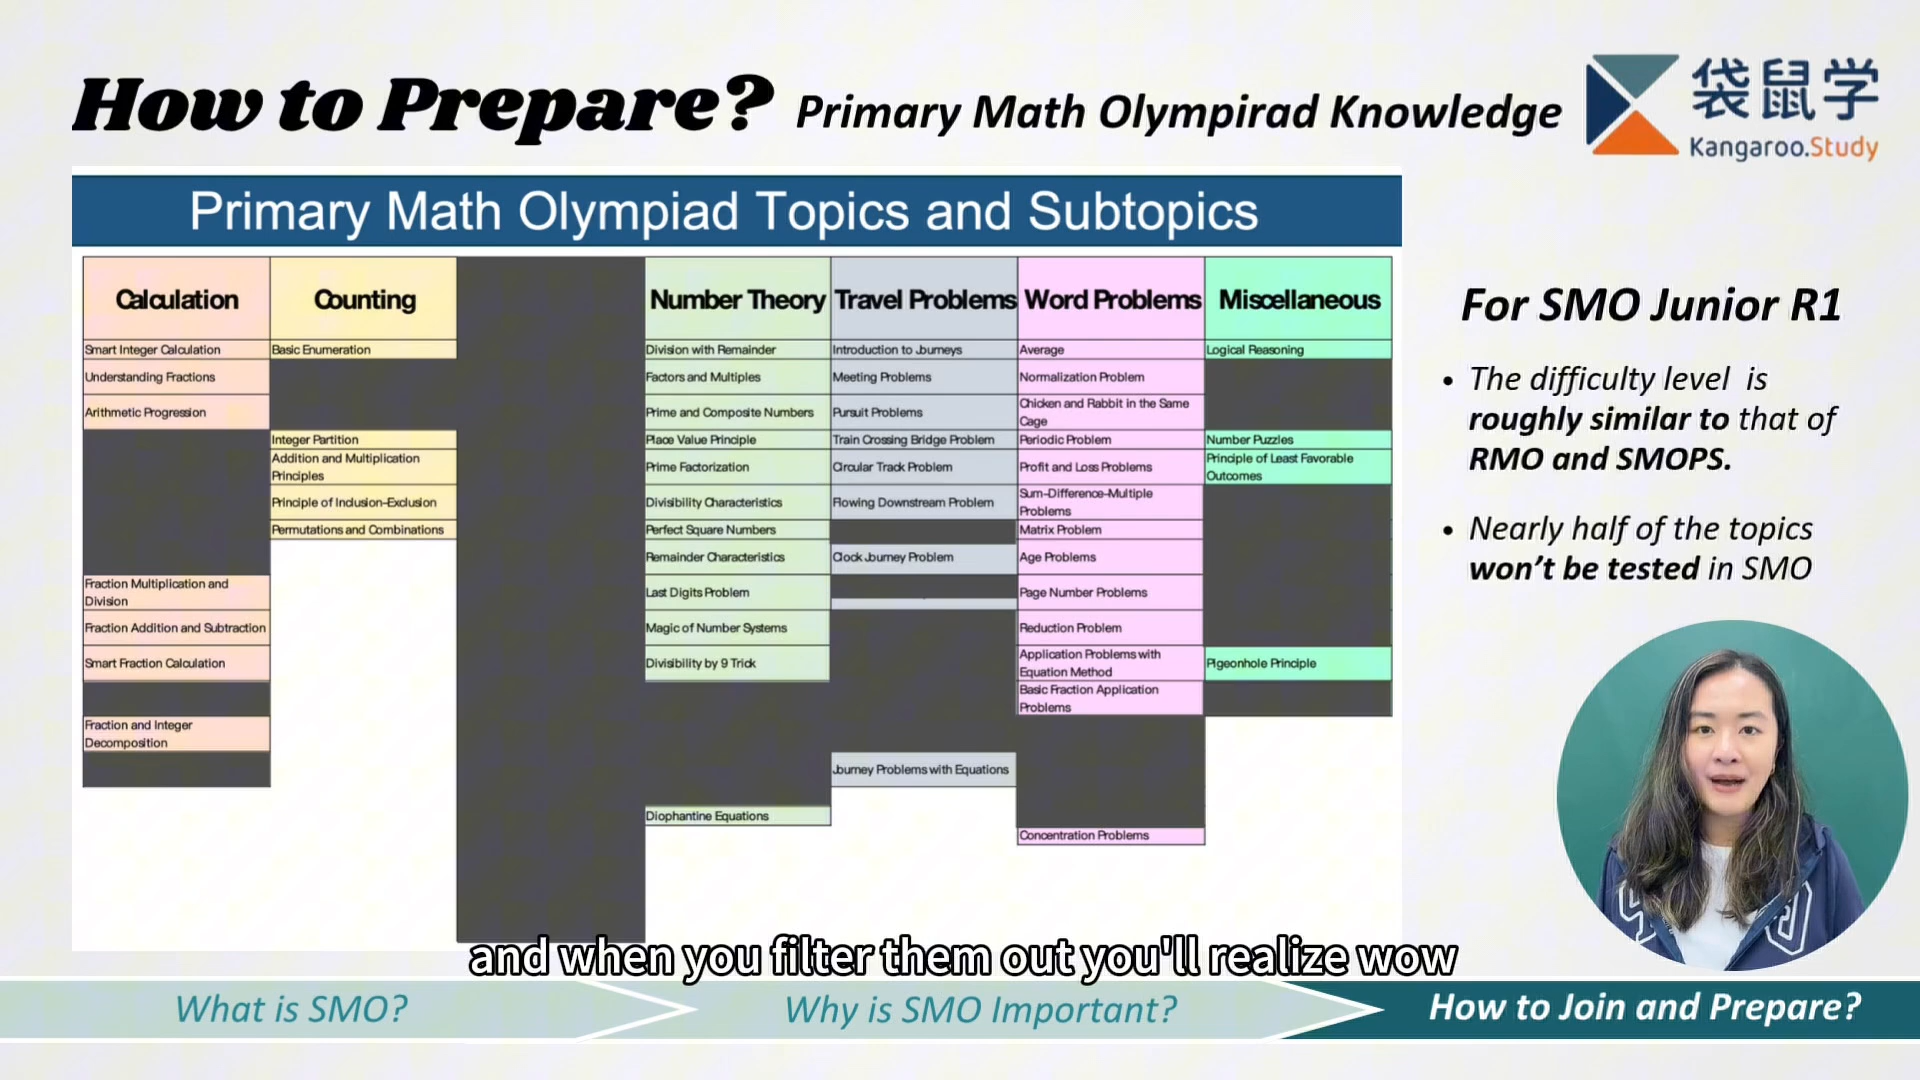 How to Prepare? Primary Math Olympirad Knowledge
袋鼠学
Kangaroo.Study
Primary Math Olympiad Topics and Subtopics
Calculation
Smart Integer Calculation
Understanding Fractions
Arithmetic Progression
Fraction Multiplication and
Division
Fraction Addition and Subtraction
Smart Fraction Calculation
Fraction and Integer
Decomposition
Counting
Basic Enumeration
Integer Partition
Addition and Multiplication
Principles
Principle of Inclusion-Exclusion
Permutations and Combinations
Number Theory
Division with Remainder
Factors and Multiples
Prime and Composite Numbers
Place Value Principle
Prime Factorization
Divisibility Characteristics
Perfect Square Numbers
Remainder Characteristics
Last Digits Problem
Magic of Number Systems
Divisibility by 9 Trick
Diophantine Equations
Travel Problems
Introduction to Journeys
Meeting Problems
Pursuit Problems
Train Crossing Bridge Problem
Circular Track Problem
Flowing Downstream Problem
Clock Journey Problem
Journey Problems with Equations
Word Problems
Average
Normalization Problem
Chicken and Rabbit in the Same
Cage
Periodic Problem
Profit and Loss Problems
Sum-Difference-Multiple
Problems
Matrix Problem
Age Problems
Page Number Problems
Reduction Problem
Application Problems with
Equation Method
Basic Fraction Application
Problems
Concentration Problems
Miscellaneous
Logical Reasoning
Number Puzzles
Principle of Least Favorable
Outcomes
Pigeonhole Principle
For SMO Junior R1
• The difficulty level is
roughly similar to that of
RMO and SMOPS.
• Nearly half of the topics
won't be tested in SMO
and when you filter them out you'll realize wow
What is SMO?
Why is SMO Important?
How to Join and Prepare?